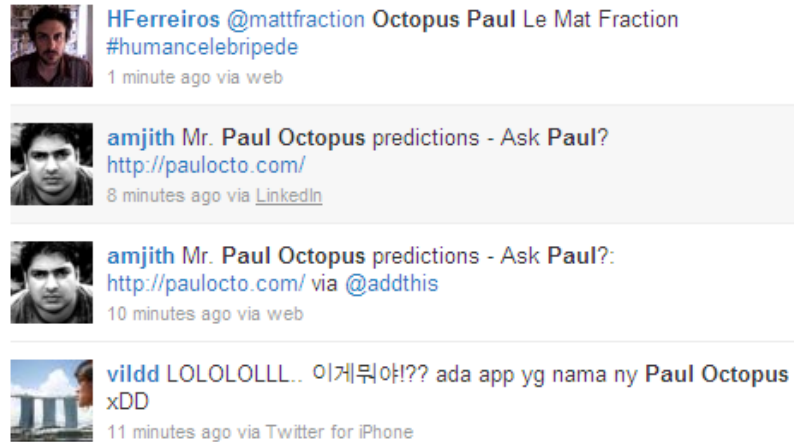 HFerreiros @mattfraction Octopus Paul Le Mat Fraction
#humancelebripede
1 minute ago via web
amjith Mr. Paul Octopus predictions - Ask Paul?
http://paulocto.com/
8 minutes ago via LinkedIn
amjith Mr. Paul Octopus predictions - Ask Paul?:
http://paulocto.com/ via @addthis
10 minutes ago via web
vildd LOLOLOLLL.. 이게뭐야!?? ada app yg nama ny Paul Octopus
xDD
11 minutes ago via Twitter for iPhone